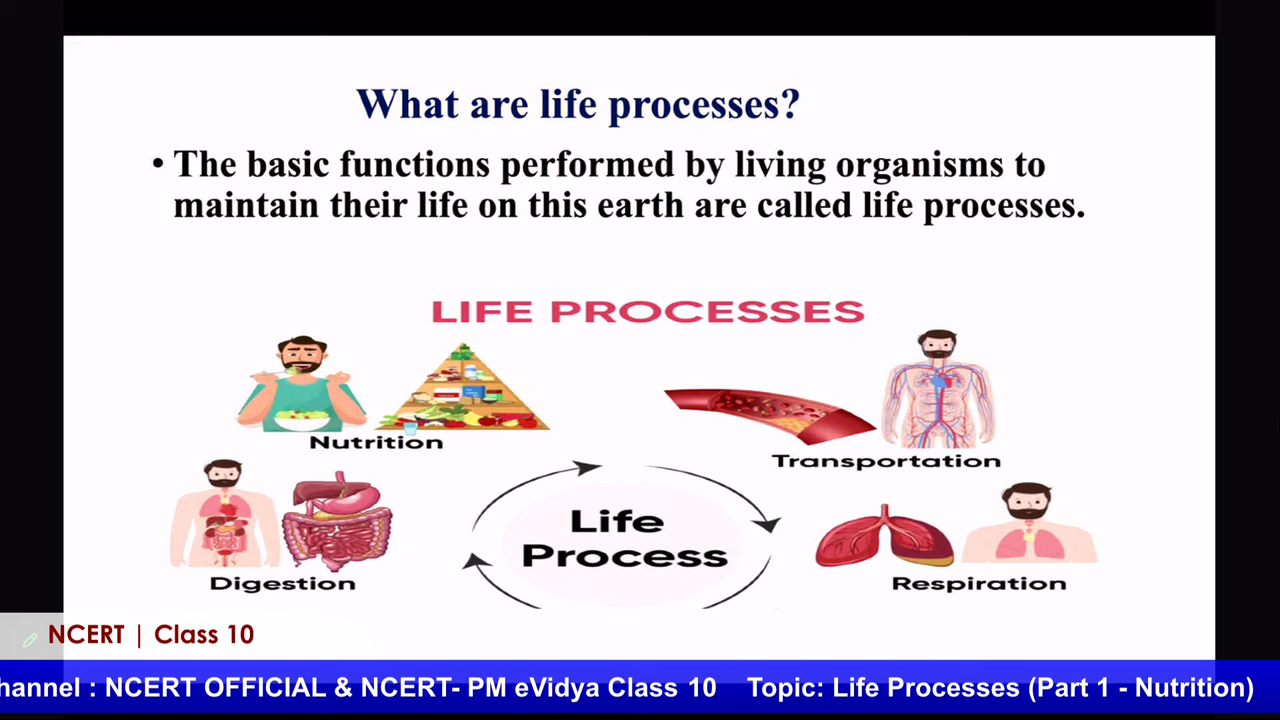 What are life processes?
• The basic functions performed by living organisms to
maintain their life on this earth are called life processes.
LIFE PROCESSES
Nutrition
Transportation
Life
Process
Digestion
Respiration
NCERT | Class 10
hannel : NCERT OFFICIAL & NCERT- PM eVidya Class 10 Topic: Life Processes (Part 1 - Nutrition)